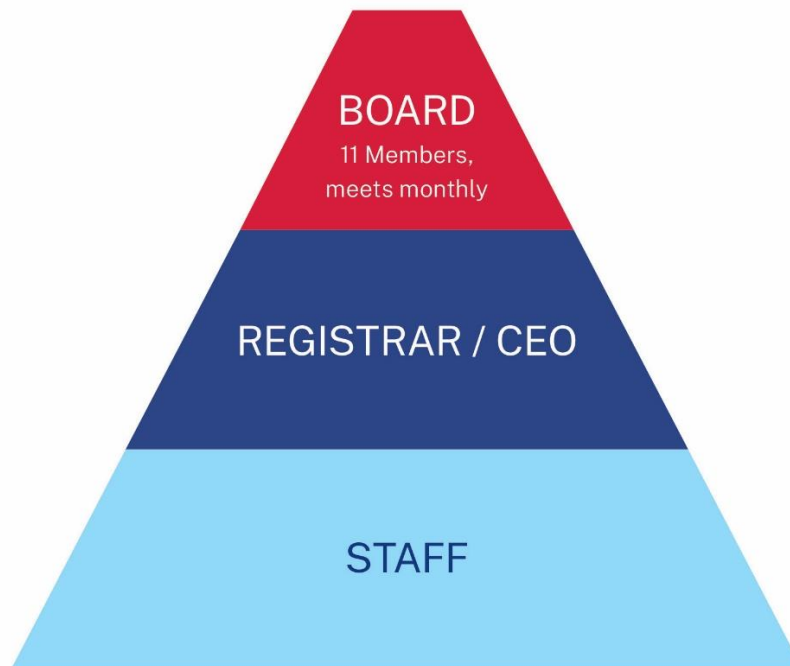 BOARD
11 Members,
meets monthly
REGISTRAR / CEO
STAFF